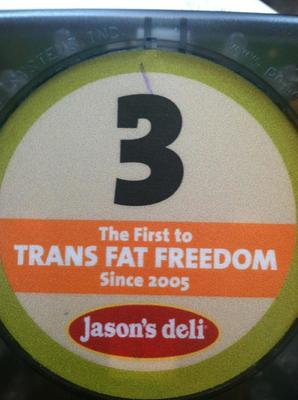 3
The First to
TRANS FAT FREEDOM
Since 2005
Jason's deli